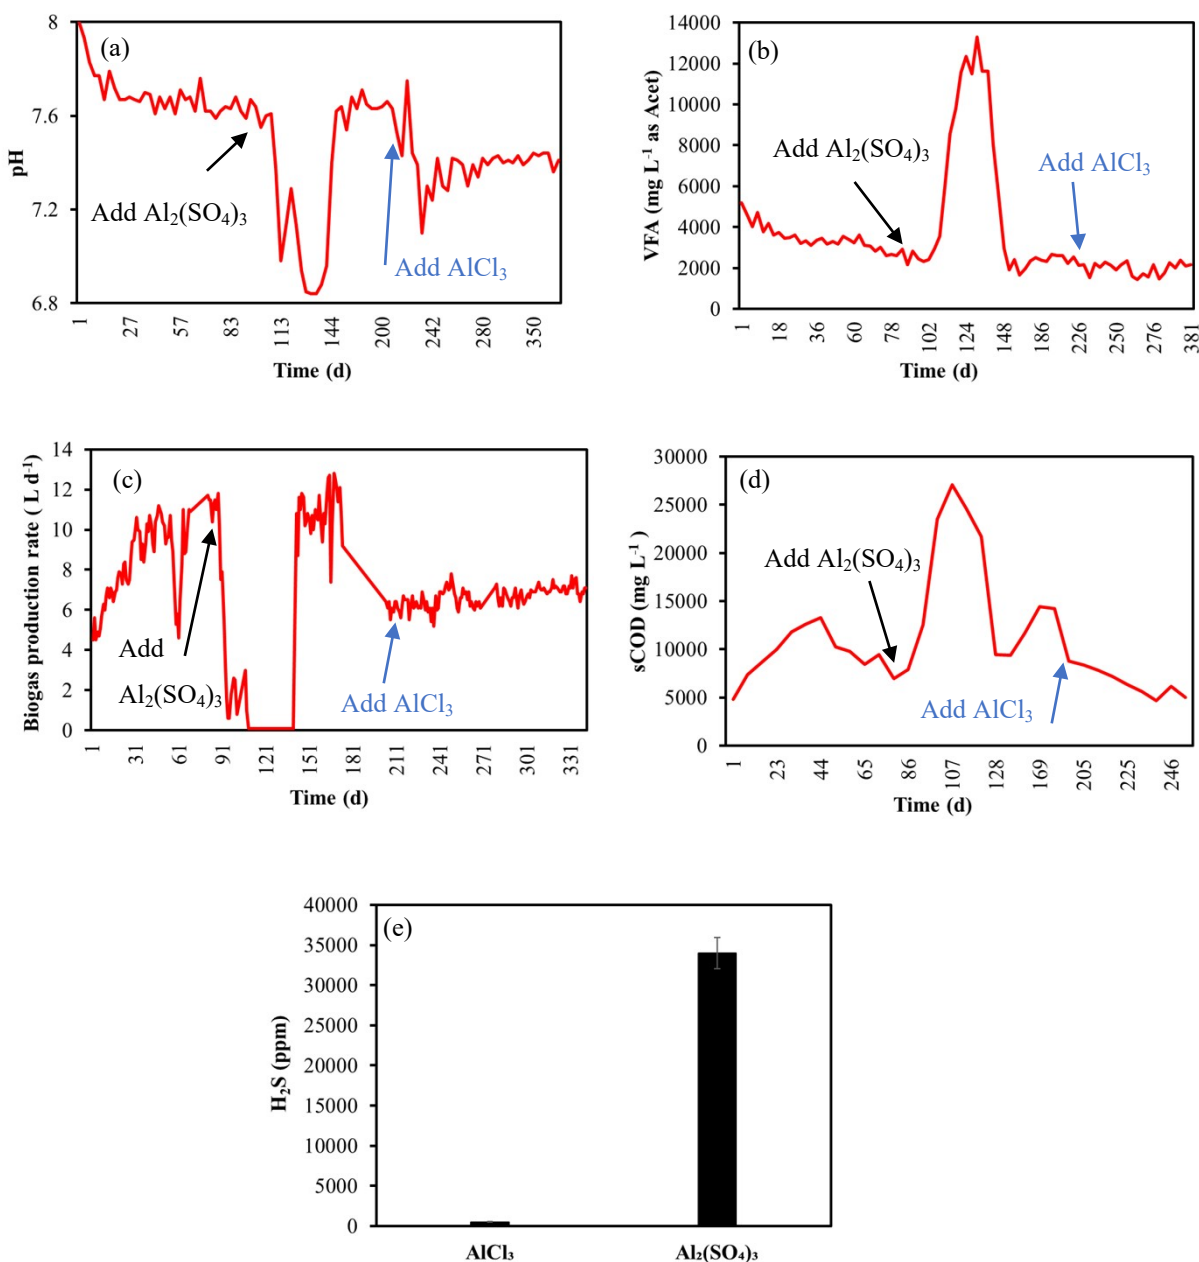 (a)
pH
8
7.6
7.2
6.8
Add Al₂(SO₄)₃
Add AlCl₃
1 27 57 83 113 144 200 242 280 350
Time (d)
(b)
VFA (mg L⁻¹ as Acet)
14000
12000
10000
8000
6000
4000
2000
0
Add Al₂(SO₄)₃
Add AlCl₃
1 18 36 60 78 102 124 148 186 226 250 276 381
Time (d)
(c)
Biogas production rate ( L d⁻¹)
14
12
10
8
6
4
2
0
Add
Al₂(SO₄)₃
Add AlCl₃
1 31 61 91 121 151 181 211 241 271 301 331
Time (d)
(d)
sCOD (mg L⁻¹ )
30000
25000
20000
15000
10000
5000
0
Add Al₂(SO₄)₃
Add AlCl₃
1 23 44 65 86 107 128 169 205 225 246
Time (d)
(e)
H₂S (ppm)
40000
35000
30000
25000
20000
15000
10000
5000
0
AlCl₃ Al₂(SO₄)₃